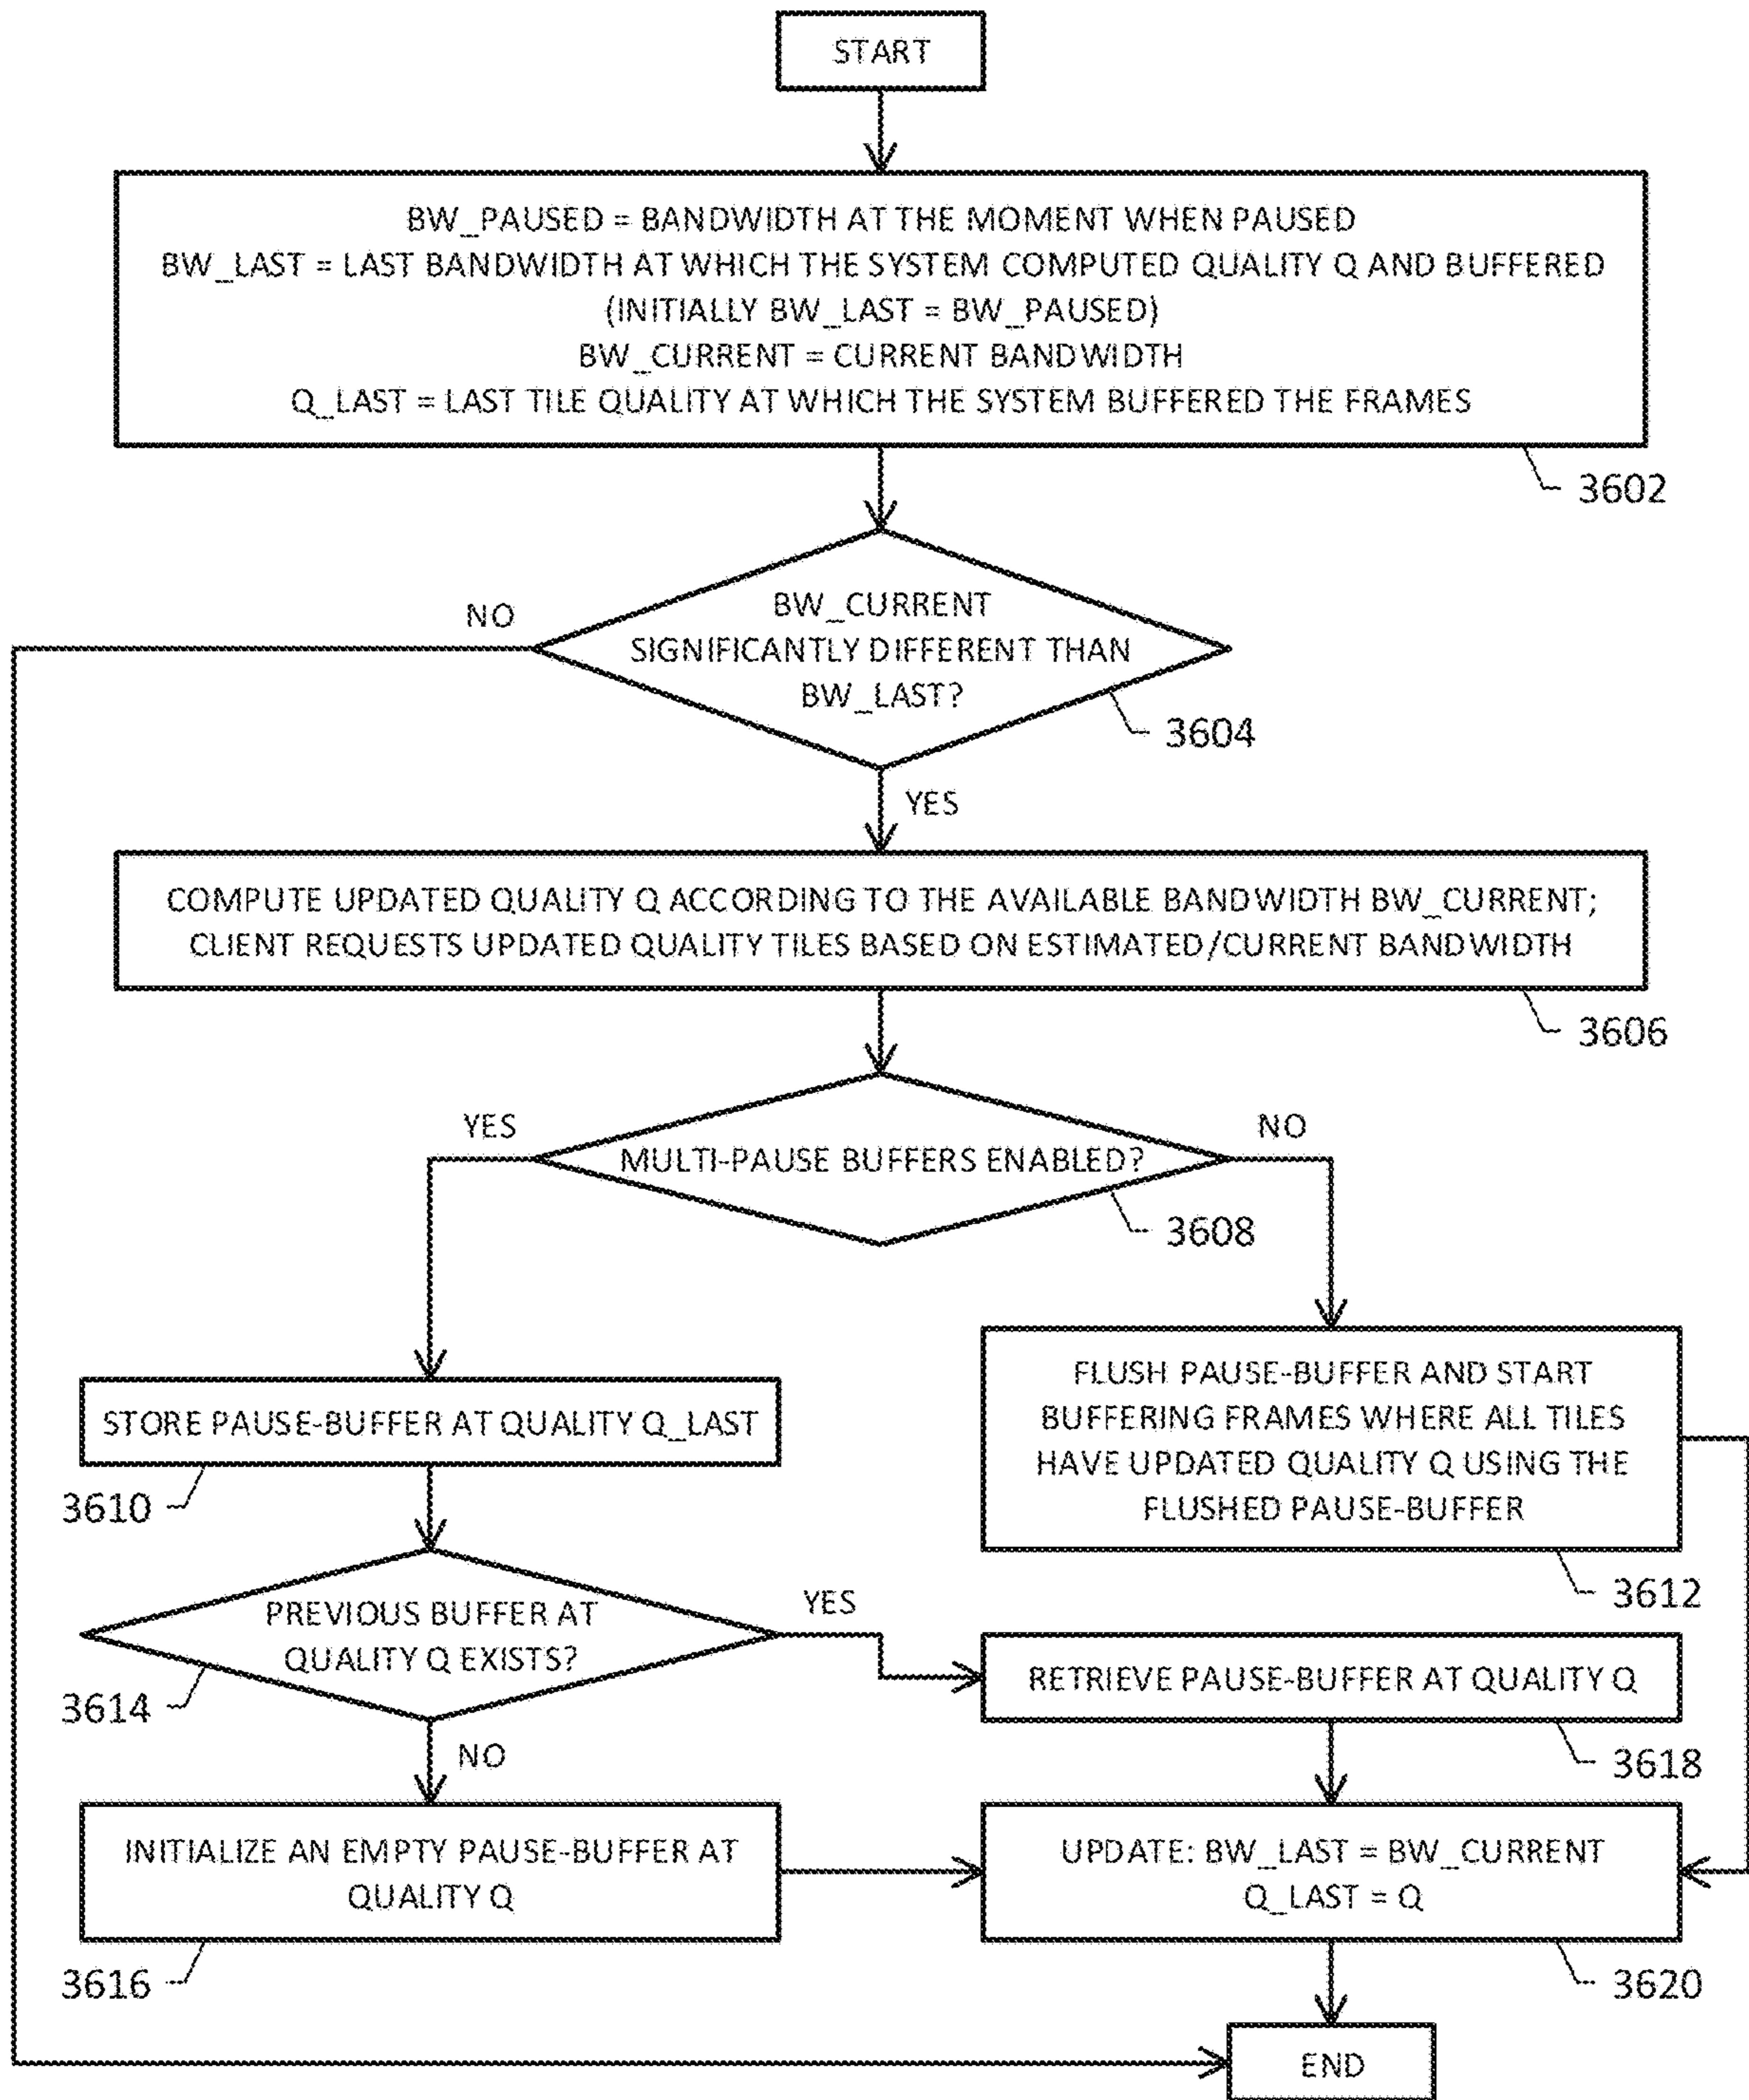 START
BW_PAUSED = BANDWIDTH AT THE MOMENT WHEN PAUSED
BW_LAST = LAST BANDWIDTH AT WHICH THE SYSTEM COMPUTED QUALITY Q AND BUFFERED
(INITIALLY BW_LAST = BW_PAUSED)
BW_CURRENT = CURRENT BANDWIDTH
Q_LAST = LAST TILE QUALITY AT WHICH THE SYSTEM BUFFERED THE FRAMES
3602
NO
BW_CURRENT
SIGNIFICANTLY DIFFERENT THAN
BW_LAST?
3604
YES
COMPUTE UPDATED QUALITY Q ACCORDING TO THE AVAILABLE BANDWIDTH BW_CURRENT;
CLIENT REQUESTS UPDATED QUALITY TILES BASED ON ESTIMATED/CURRENT BANDWIDTH
3606
YES
NO
MULTI-PAUSE BUFFERS ENABLED?
3608
STORE PAUSE-BUFFER AT QUALITY Q_LAST
3610
FLUSH PAUSE-BUFFER AND START
BUFFERING FRAMES WHERE ALL TILES
HAVE UPDATED QUALITY Q USING THE
FLUSHED PAUSE-BUFFER
3612
PREVIOUS BUFFER AT
QUALITY Q EXISTS?
3614
YES
NO
RETRIEVE PAUSE-BUFFER AT QUALITY Q
3618
INITIALIZE AN EMPTY PAUSE-BUFFER AT
QUALITY Q
3616
UPDATE: BW_LAST = BW_CURRENT
Q_LAST = Q
3620
END